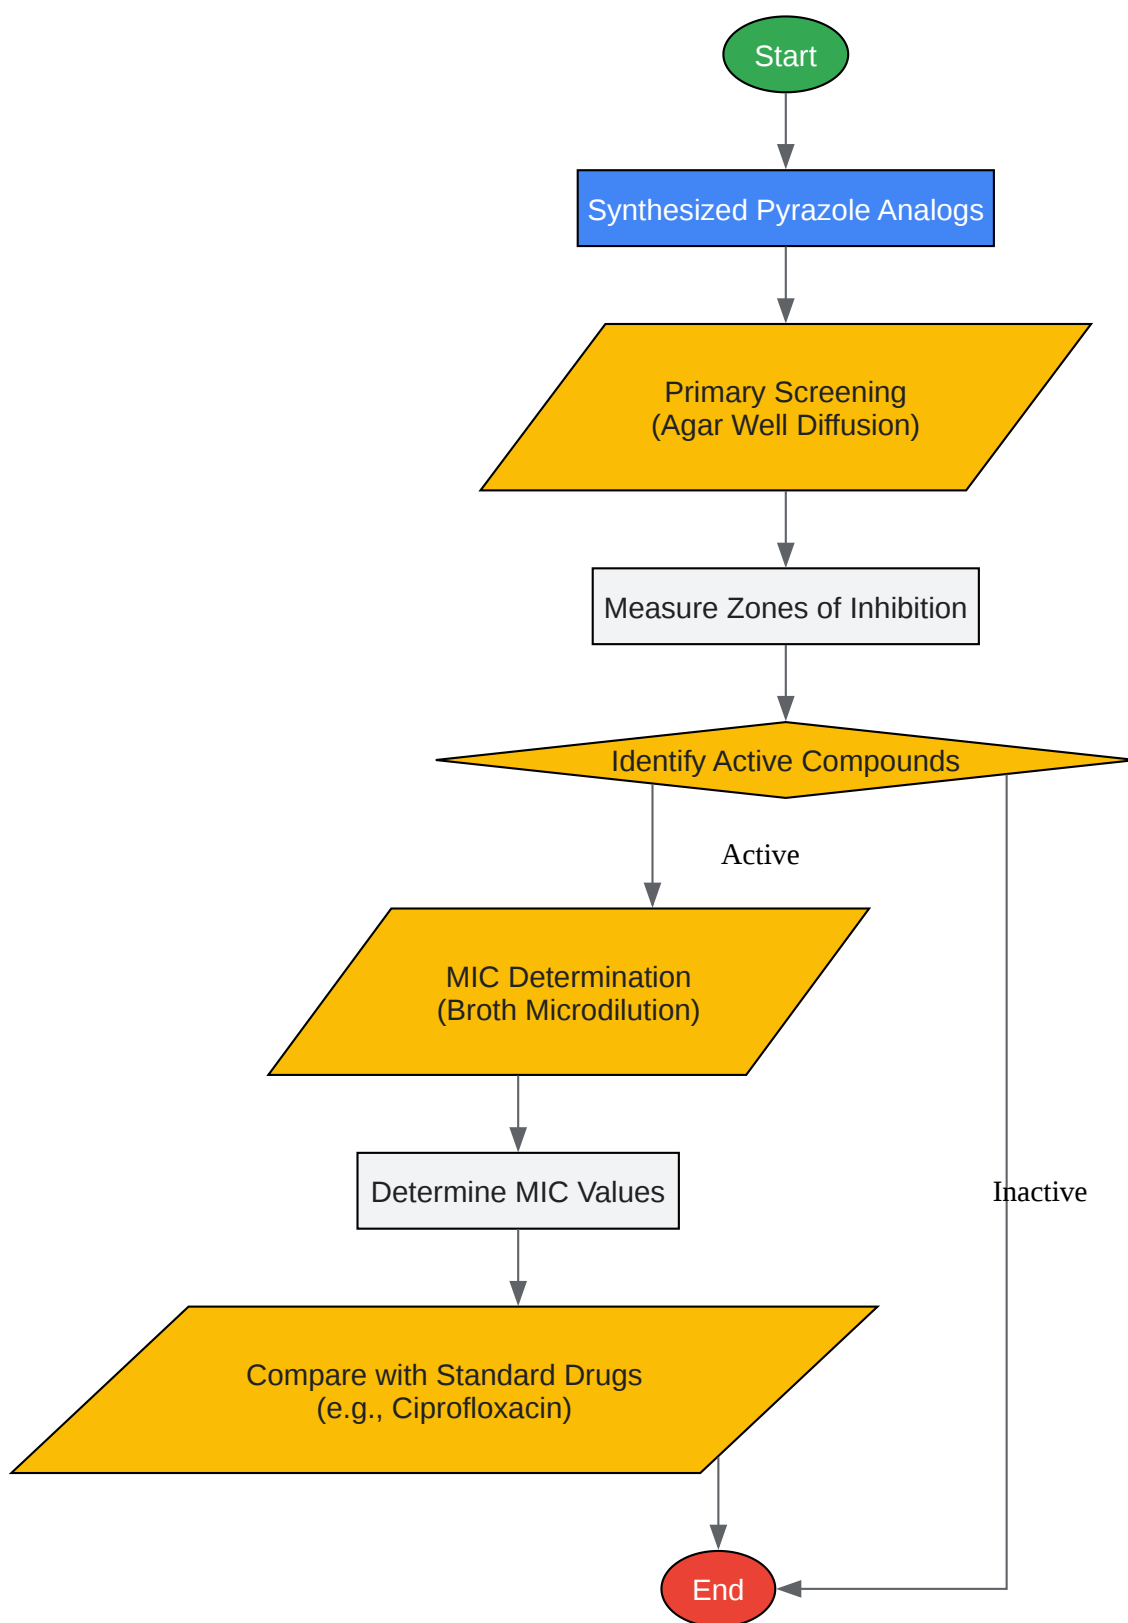 Start
Synthesized Pyrazole Analogs
Primary Screening
(Agar Well Diffusion)
Measure Zones of Inhibition
Identify Active Compounds
Active
MIC Determination
(Broth Microdilution)
Determine MIC Values
Inactive
Compare with Standard Drugs
(e.g., Ciprofloxacin)
End